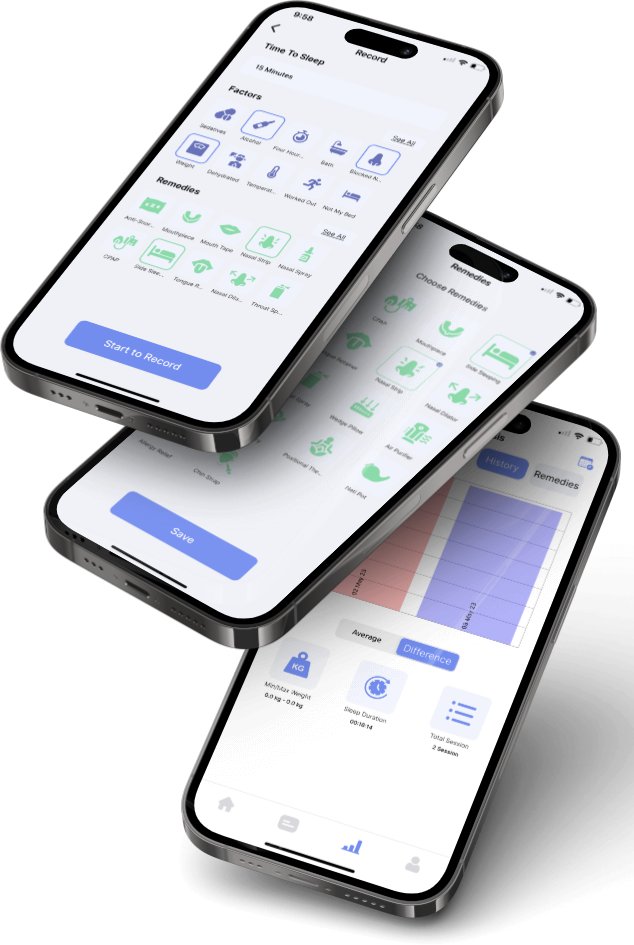 9:58
Record
Time To Sleep
15 Minutes
Factors
See All
Sedatives
Alcohol
Four Hour...
Bath
Blocked N...
Weight
Dehydrated
Temperat...
Worked Out
Not My Bed
Remedies
See All
Anti-Snor...
Mouthpiece
Mouth Tape
Nasal Strip
Nasal Spray
CPAP
Side Slee...
Tongue R...
Nasal Dila...
Throat Sp...
Start to Record
Remedies
Choose Remedies
CPAP
Mouthpiece
Side Sleeping
Nasal Strip
Nasal Dilator
Wedge Pillow
Air Purifier
Allergy Relief
Chin Strap
Positional The...
Neti Pot
Save
History
Remedies
02 May 23
Average
Difference
Min/Max Weight
0.0 kg - 0.0 kg
KG
Sleep Duration
00:18:14
Total Session
2 Session